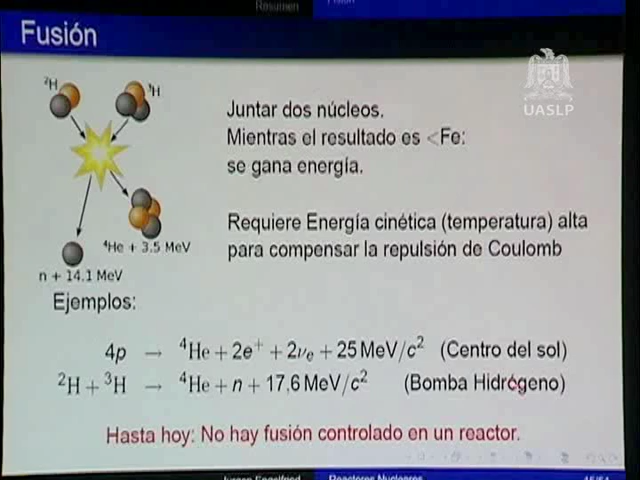 Resumen Fisión
Fusión
UASLP
²H
³H
Juntar dos núcleos.
Mientras el resultado es <Fe:
se gana energía.
Requiere Energía cinética (temperatura) alta
para compensar la repulsión de Coulomb
⁴He + 3.5 MeV
n + 14.1 MeV
Ejemplos:
4p → ⁴He + 2e⁺ + 2νₑ + 25 MeV/c² (Centro del sol)
²H + ³H → ⁴He + n + 17,6 MeV/c² (Bomba Hidrógeno)
Hasta hoy: No hay fusión controlado en un reactor.
Jürgen Engelfried Reactores Nucleares